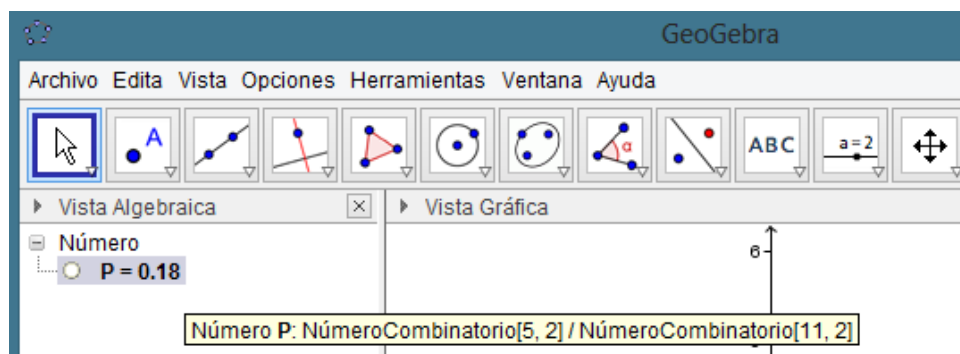 GeoGebra
Archivo Edita Vista Opciones Herramientas Ventana Ayuda
A α ABC a=2
Vista Algebraica Vista Gráfica
Número
P = 0.18
6
Número P: NúmeroCombinatorio[5, 2] / NúmeroCombinatorio[11, 2]